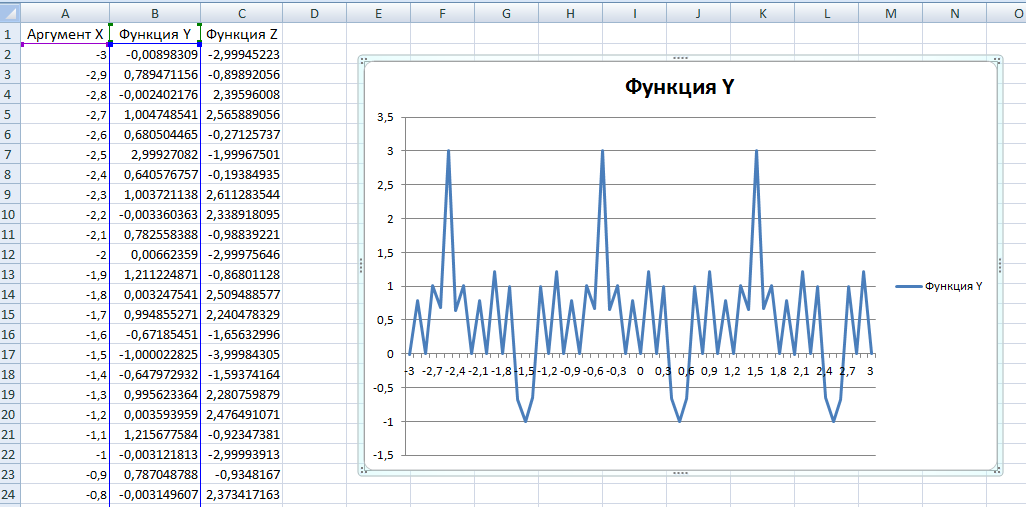 A B C D E F G H I J K L M N O
1 Аргумент X Функция Y Функция Z
2 -3 -0,00898309 -2,99945223
3 -2,9 0,789471156 -0,89892056
4 -2,8 -0,002402176 2,39596008
5 -2,7 1,004748541 2,565889056
6 -2,6 0,680504465 -0,27125737
7 -2,5 2,99927082 -1,99967501
8 -2,4 0,640576757 -0,19384935
9 -2,3 1,003721138 2,611283544
10 -2,2 -0,003360363 2,338918095
11 -2,1 0,782558388 -0,98839221
12 -2 0,00662359 -2,99975646
13 -1,9 1,211224871 -0,86801128
14 -1,8 0,003247541 2,509488577
15 -1,7 0,994855271 2,240478329
16 -1,6 -0,67185451 -1,65632996
17 -1,5 -1,000022825 -3,99984305
18 -1,4 -0,647972932 -1,59374164
19 -1,3 0,995623364 2,280759879
20 -1,2 0,003593959 2,476491071
21 -1,1 1,215677584 -0,92347381
22 -1 -0,003121813 -2,99993913
23 -0,9 0,787048788 -0,9348167
24 -0,8 -0,003149607 2,373417163
Функция Y
3,5
3
2,5
2
1,5
1
0,5
0
-0,5
-1
-1,5
-3 -2,7 -2,4 -2,1 -1,8 -1,5 -1,2 -0,9 -0,6 -0,3 0 0,3 0,6 0,9 1,2 1,5 1,8 2,1 2,4 2,7 3
Функция Y